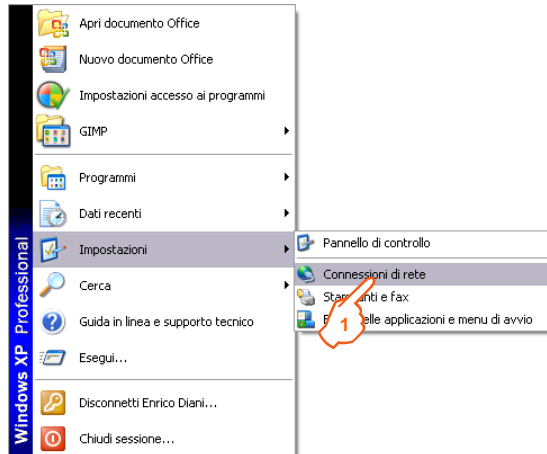 Apri documento Office
Nuovo documento Office
Impostazioni accesso ai programmi
GIMP
Programmi
Dati recenti
Impostazioni
Cerca
Guida in linea e supporto tecnico
Esegui...
Disconnetti Enrico Diani...
Chiudi sessione...
Windows XP Professional
Pannello di controllo
Connessioni di rete
Stampanti e fax
elle applicazioni e menu di avvio
1